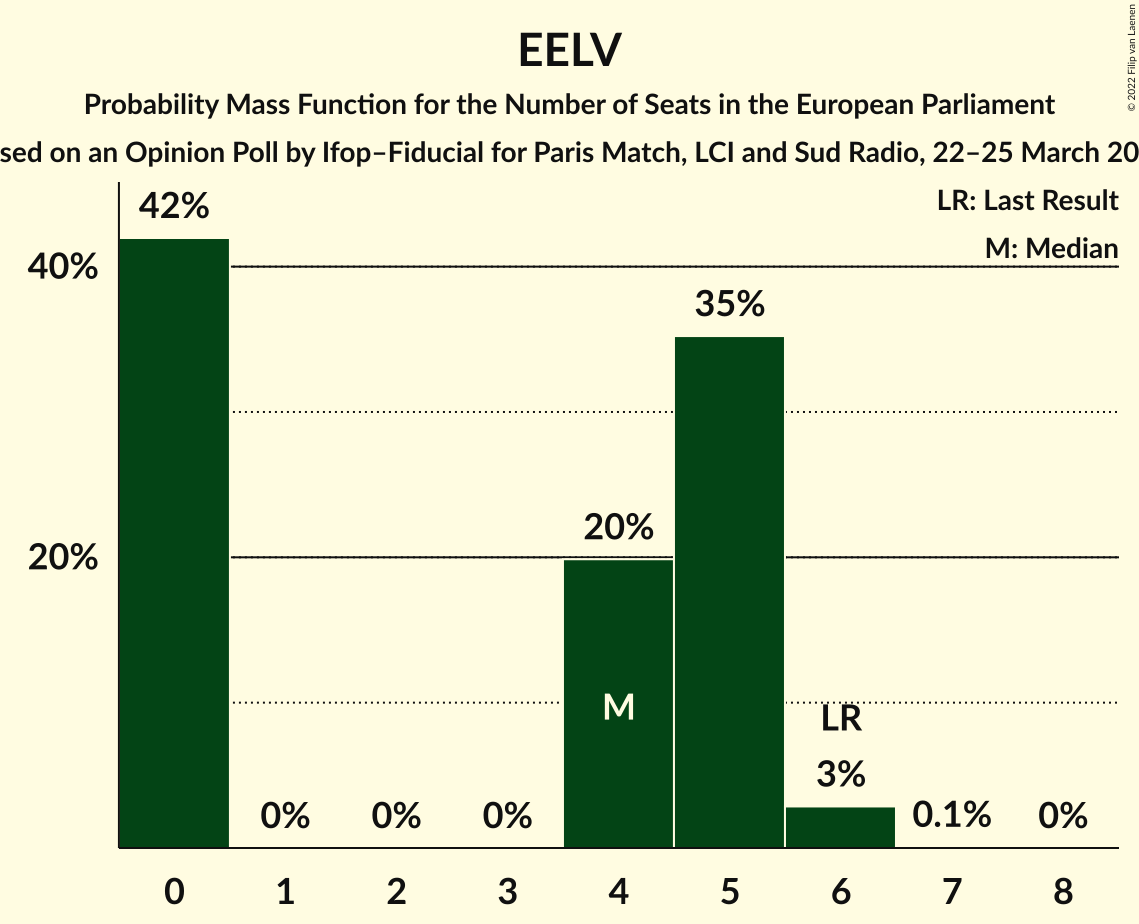 EELV
Probability Mass Function for the Number of Seats in the European Parliament
sed on an Opinion Poll by Ifop–Fiducial for Paris Match, LCI and Sud Radio, 22–25 March 20
© 2022 Filip van Laenen
LR: Last Result
M: Median
42%
40%
35%
20%
20%
M
LR
3%
0%
0%
0%
0.1%
0%
0 1 2 3 4 5 6 7 8